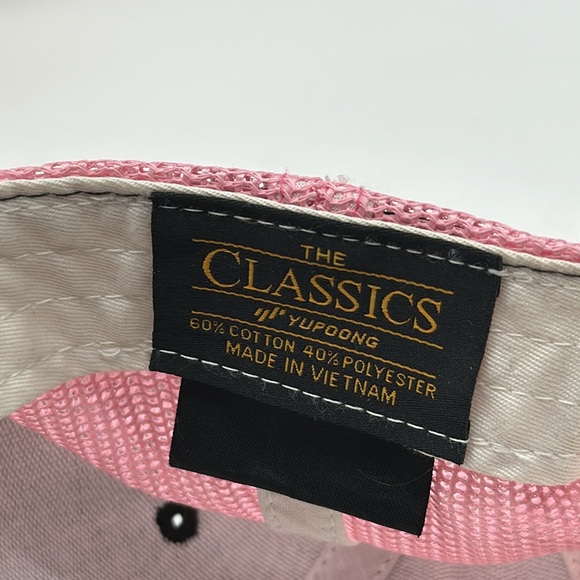 THE
CLASSICS
YUPOONG
60% COTTON 40% POLYESTER
MADE IN VIETNAM